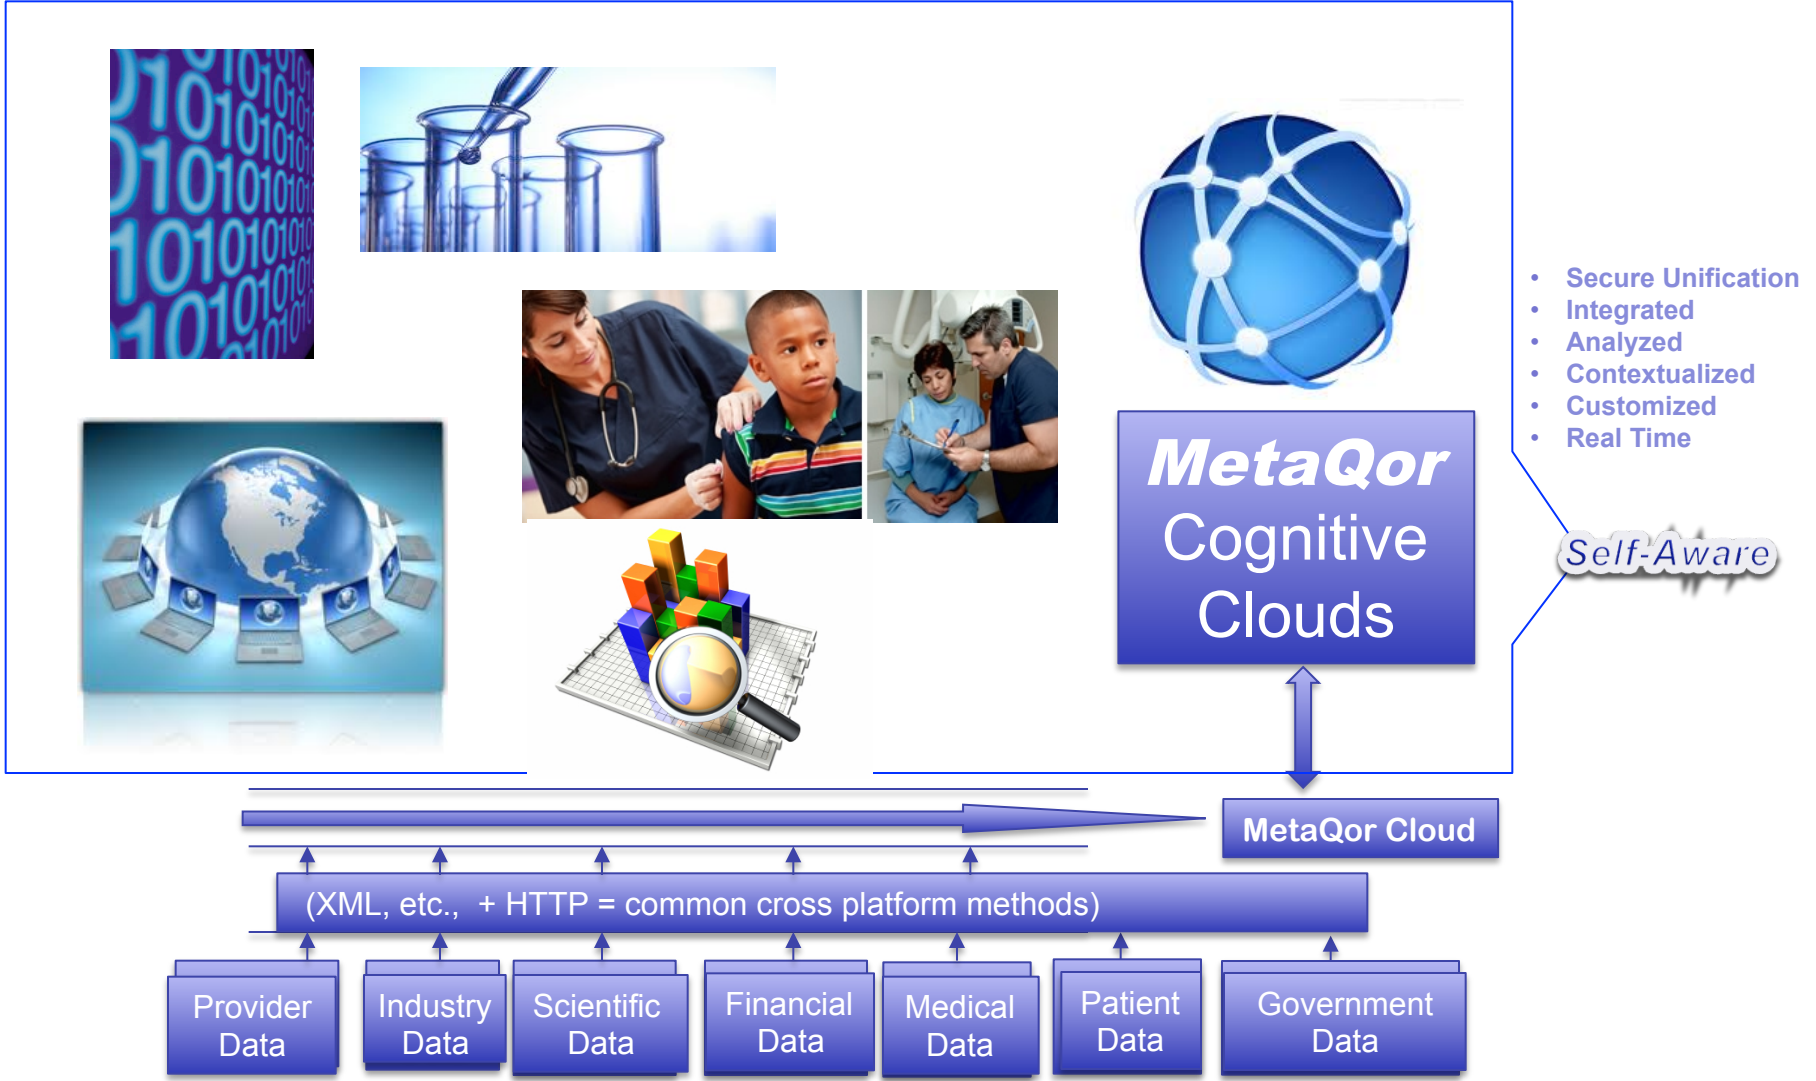 • Secure Unification
• Integrated
• Analyzed
• Contextualized
• Customized
• Real Time
MetaQor
Cognitive
Clouds
Self-Aware
MetaQor Cloud
(XML, etc.,  + HTTP = common cross platform methods)
Provider
Data
Industry
Data
Scientific
Data
Financial
Data
Medical
Data
Patient
Data
Government
Data